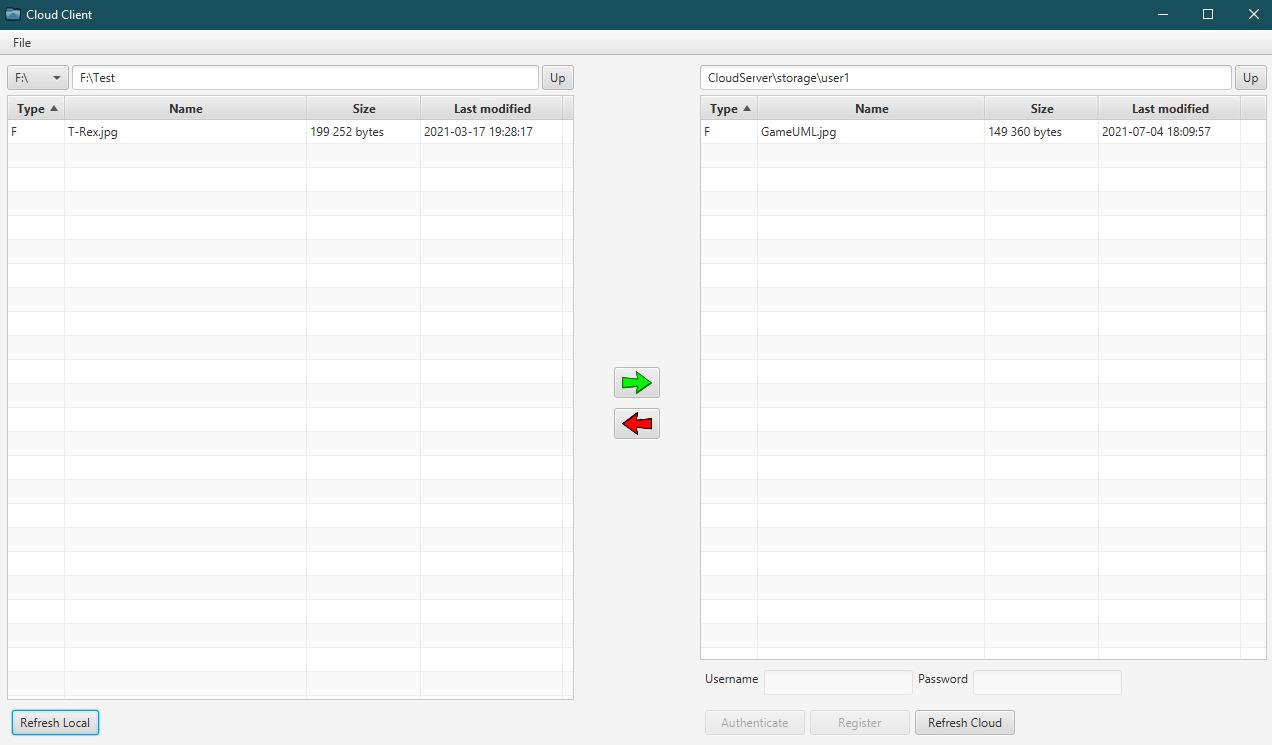 Cloud Client
File
F:\ F:\Test Up
Type Name Size Last modified
F T-Rex.jpg 199 252 bytes 2021-03-17 19:28:17
Refresh Local
CloudServer\storage\user1 Up
Type Name Size Last modified
F GameUML.jpg 149 360 bytes 2021-07-04 18:09:57
Username Password
Authenticate Register Refresh Cloud